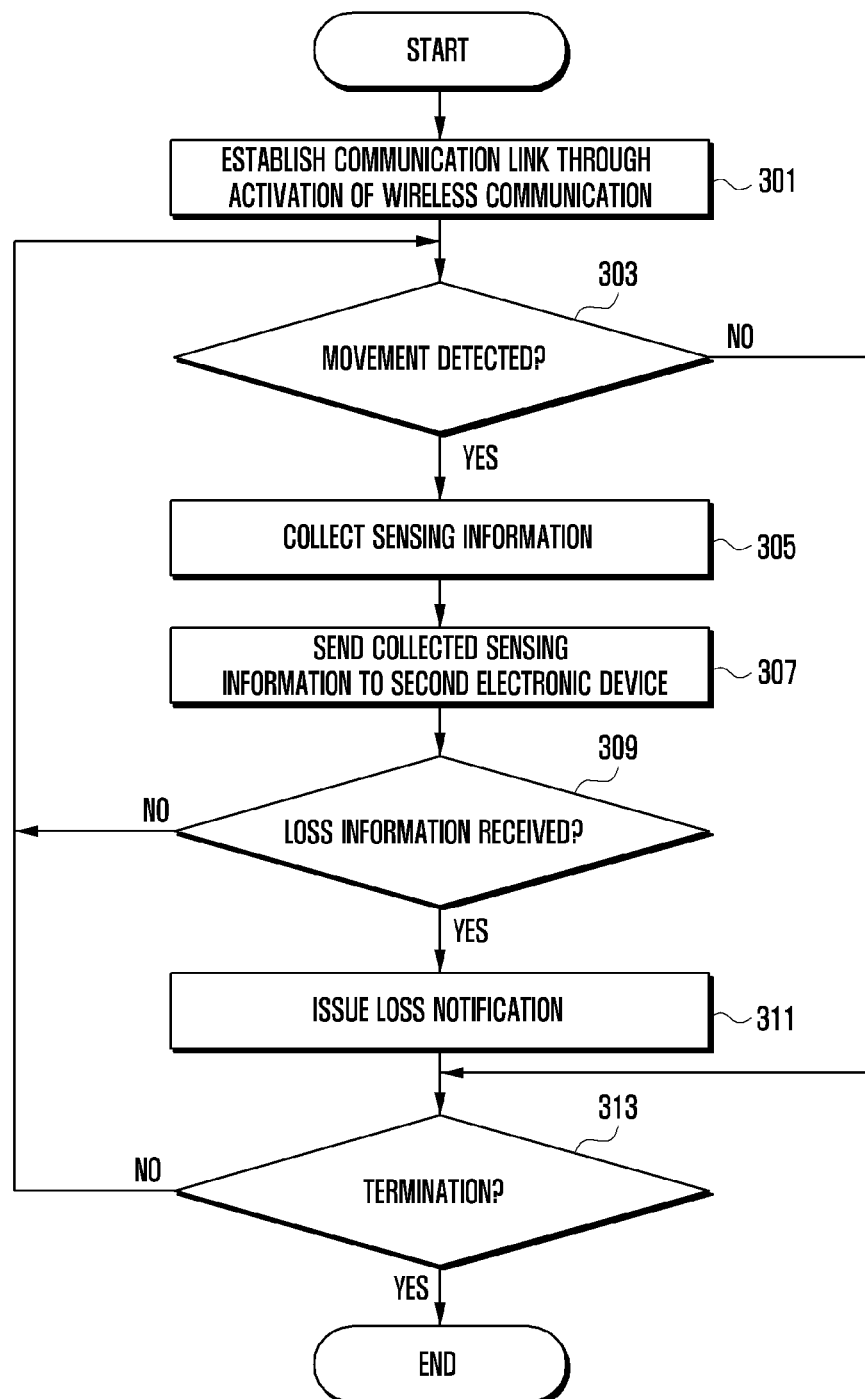 START
ESTABLISH COMMUNICATION LINK THROUGH
ACTIVATION OF WIRELESS COMMUNICATION
301
303
MOVEMENT DETECTED?
NO
YES
COLLECT SENSING INFORMATION
305
SEND COLLECTED SENSING
INFORMATION TO SECOND ELECTRONIC DEVICE
307
309
NO
LOSS INFORMATION RECEIVED?
YES
ISSUE LOSS NOTIFICATION
311
313
NO
TERMINATION?
YES
END